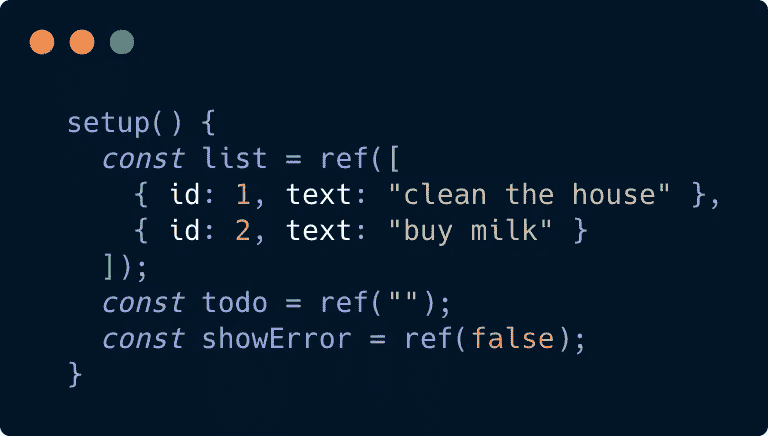 setup() {
  const list = ref([
    { id: 1, text: "clean the house" },
    { id: 2, text: "buy milk" }
  ]);
  const todo = ref("");
  const showError = ref(false);
}